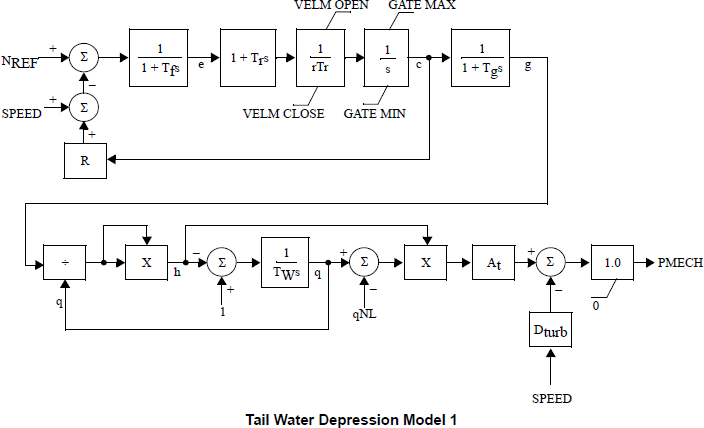 VELM OPEN GATE MAX
NREF + Σ 1 / 1 + Tfs e 1 + Trs 1 / rTr 1 / s c 1 / 1 + Tgs g
−
SPEED + Σ
VELM CLOSE GATE MIN
+
R
÷ X h − Σ 1 / TWs q + Σ X At + Σ 1.0 PMECH
q + − − 0
1 qNL
Dturb
SPEED
Tail Water Depression Model 1